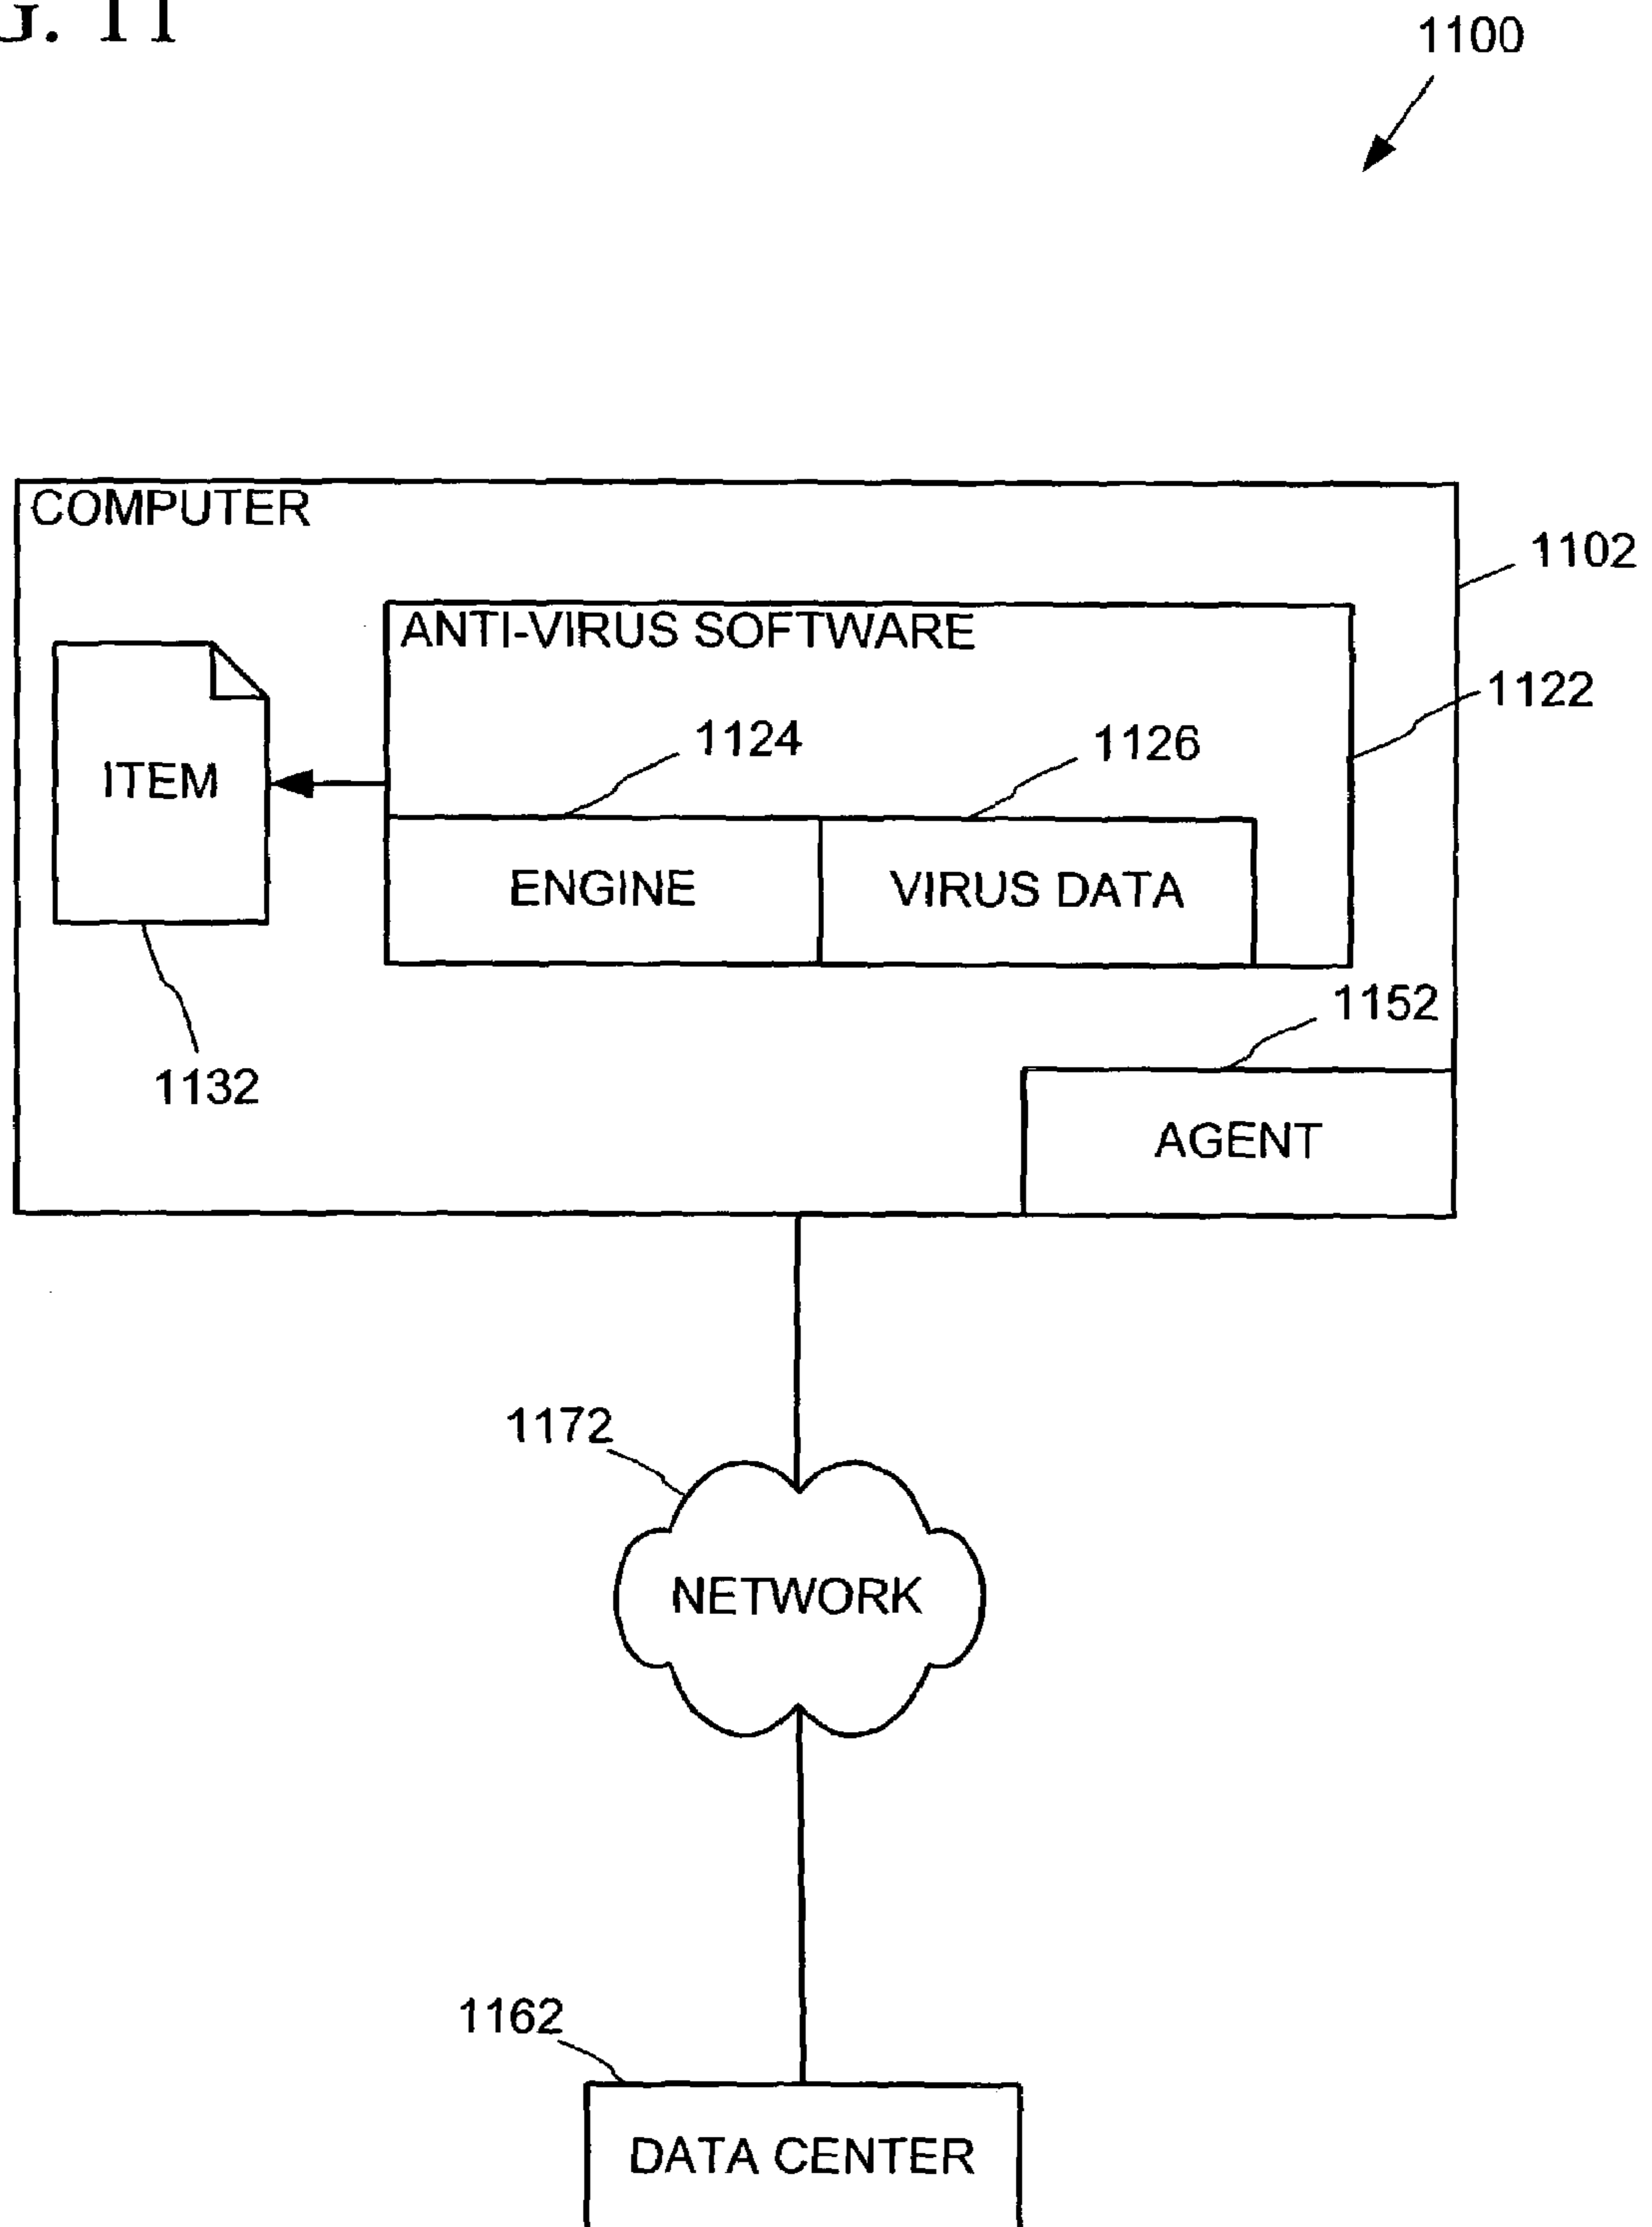 G. 11
1100
COMPUTER
1102
ANTI-VIRUS SOFTWARE
1122
1124
1126
ITEM
ENGINE
VIRUS DATA
1152
1132
AGENT
1172
NETWORK
1162
DATA CENTER